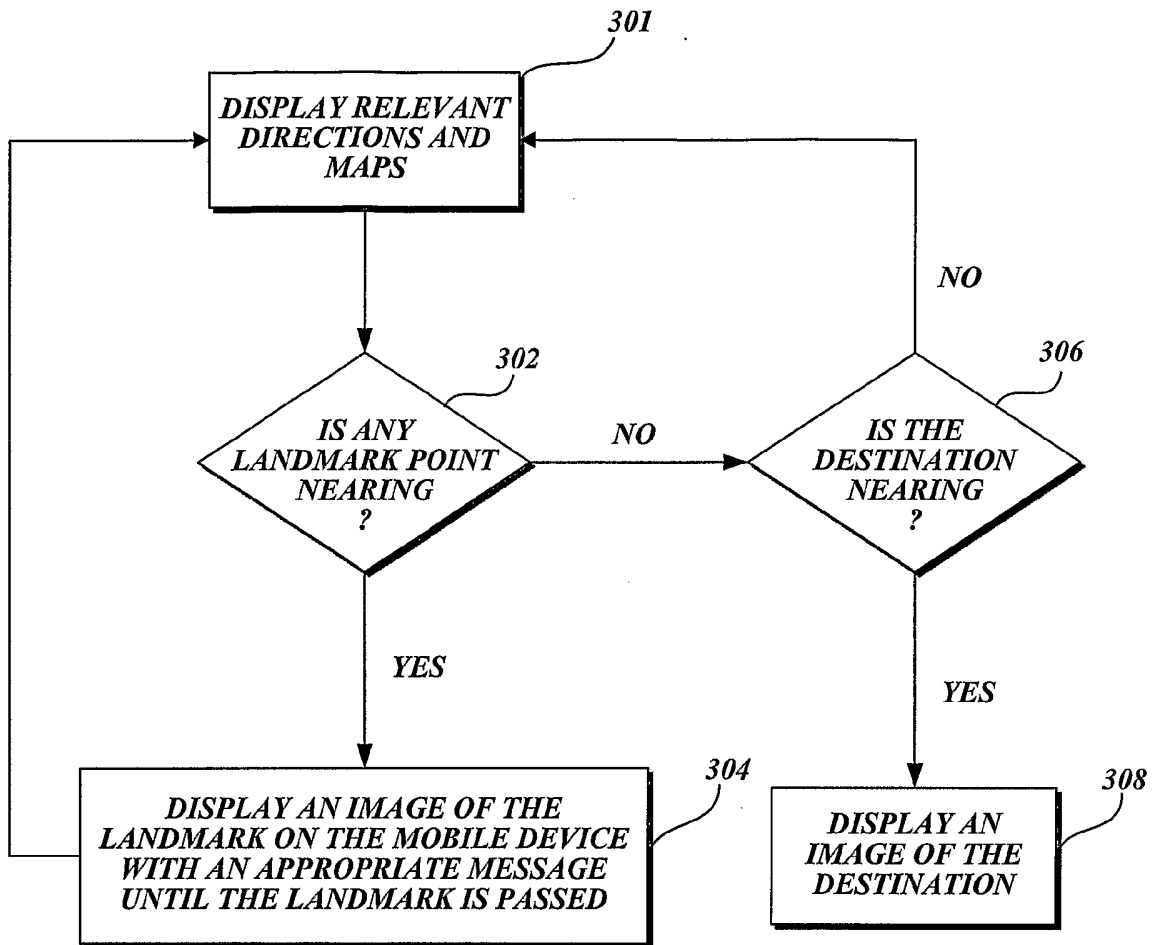 301
DISPLAY RELEVANT
DIRECTIONS AND
MAPS
NO
302
306
IS ANY
LANDMARK POINT
NEARING
?
NO
IS THE
DESTINATION
NEARING
?
YES
YES
304
308
DISPLAY AN IMAGE OF THE
LANDMARK ON THE MOBILE DEVICE
WITH AN APPROPRIATE MESSAGE
UNTIL THE LANDMARK IS PASSED
DISPLAY AN
IMAGE OF THE
DESTINATION